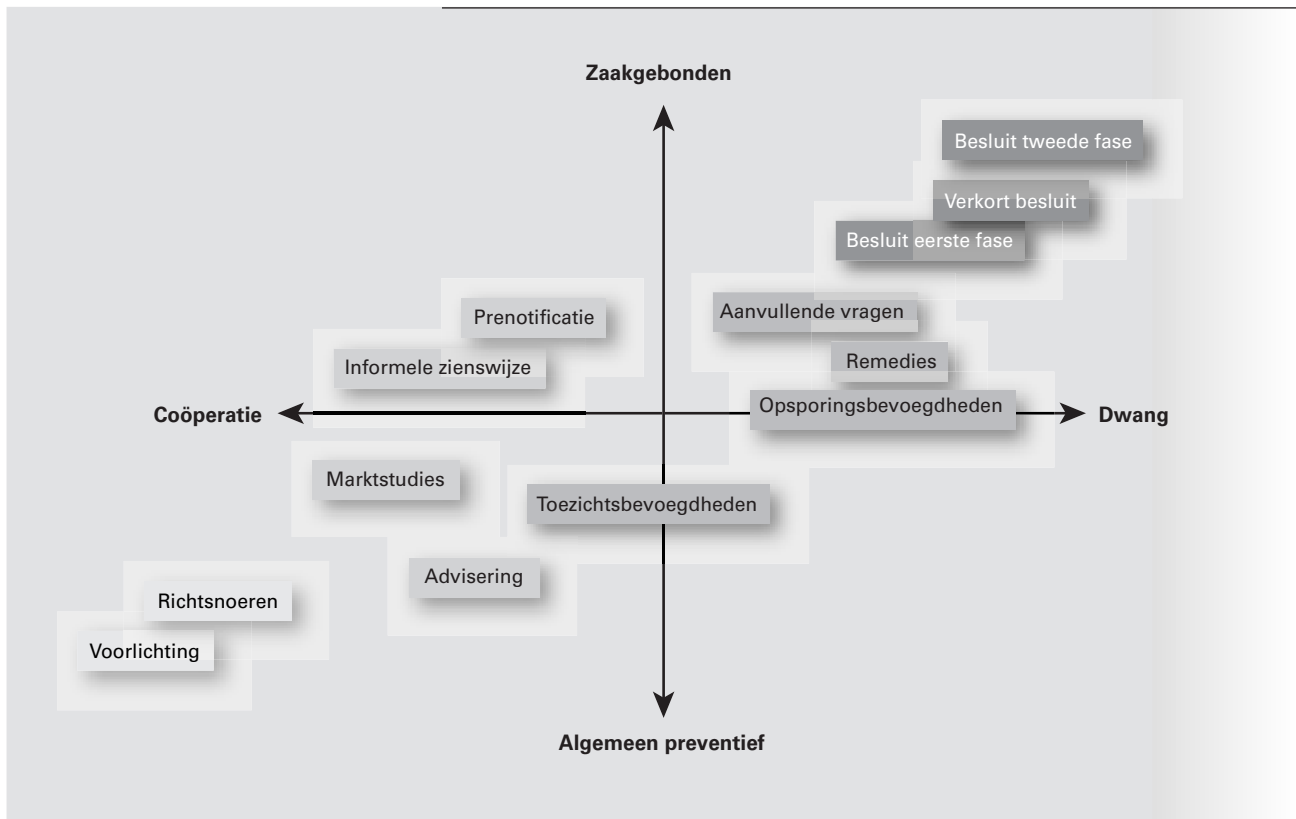 Zaakgebonden
Besluit tweede fase
Verkort besluit
Besluit eerste fase
Prenotificatie
Aanvullende vragen
Informele zienswijze
Remedies
Coöperatie
Opsporingsbevoegdheden
Dwang
Marktstudies
Toezichtsbevoegdheden
Advisering
Richtsnoeren
Voorlichting
Algemeen preventief